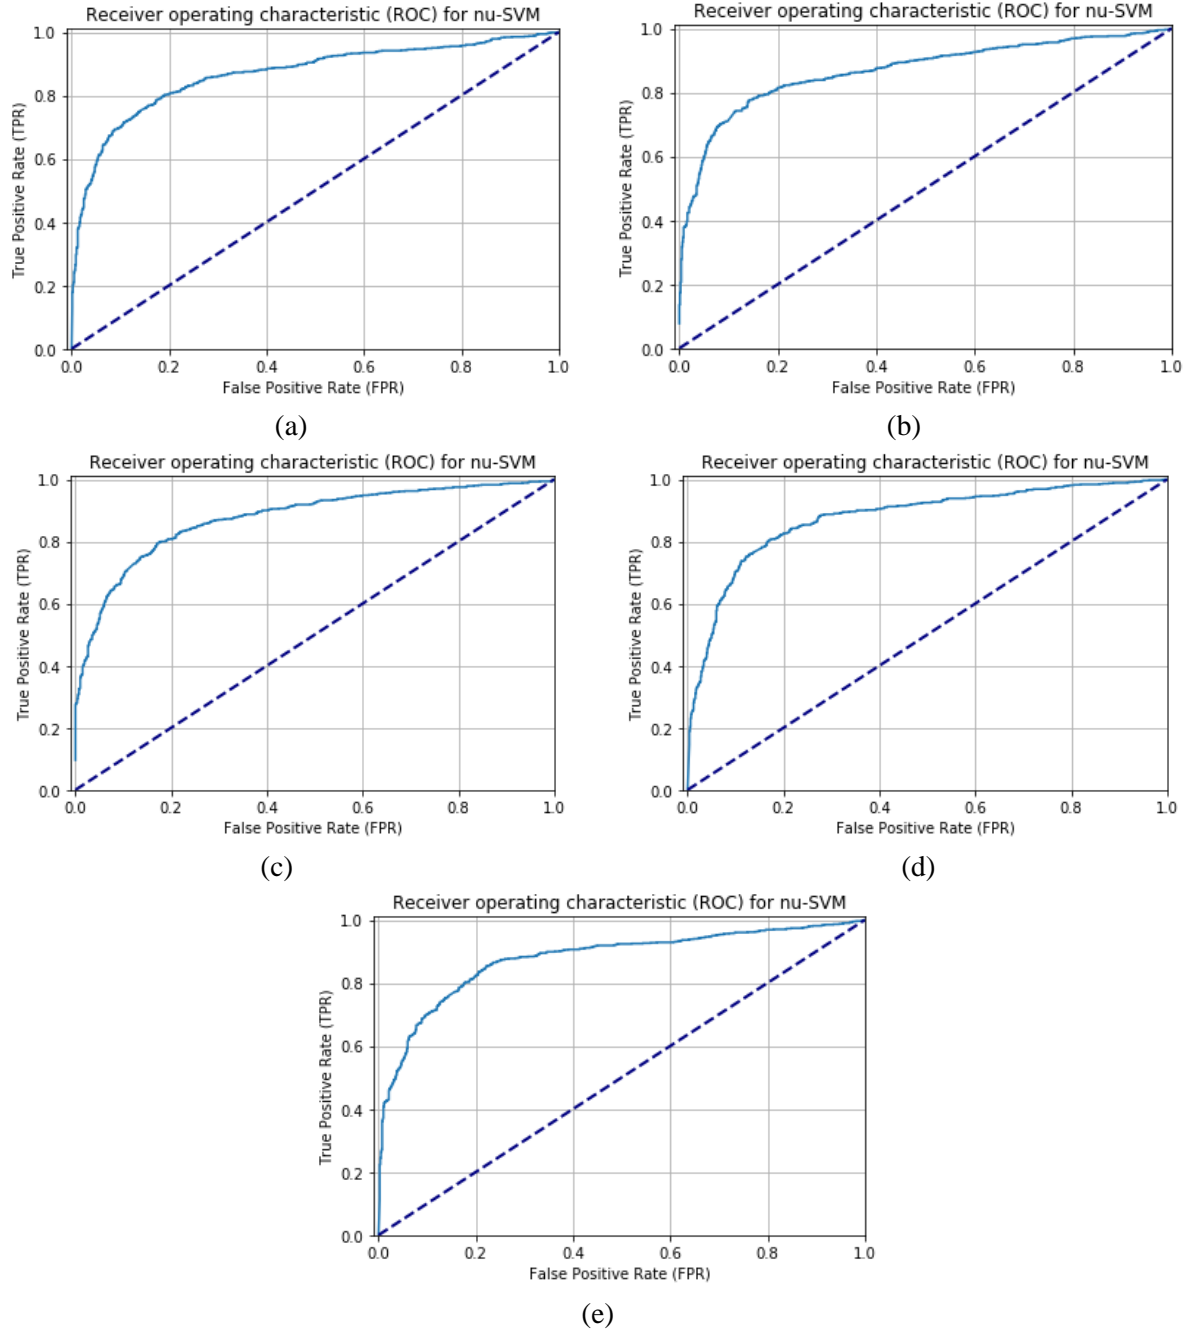 Receiver operating characteristic (ROC) for nu-SVM
1.0
0.8
0.6
0.4
0.2
0.0
True Positive Rate (TPR)
0.0 0.2 0.4 0.6 0.8 1.0
False Positive Rate (FPR)
(a)
Receiver operating characteristic (ROC) for nu-SVM
1.0
0.8
0.6
0.4
0.2
0.0
True Positive Rate (TPR)
0.0 0.2 0.4 0.6 0.8 1.0
False Positive Rate (FPR)
(b)
Receiver operating characteristic (ROC) for nu-SVM
1.0
0.8
0.6
0.4
0.2
0.0
True Positive Rate (TPR)
0.0 0.2 0.4 0.6 0.8 1.0
False Positive Rate (FPR)
(c)
Receiver operating characteristic (ROC) for nu-SVM
1.0
0.8
0.6
0.4
0.2
0.0
True Positive Rate (TPR)
0.0 0.2 0.4 0.6 0.8 1.0
False Positive Rate (FPR)
(d)
Receiver operating characteristic (ROC) for nu-SVM
1.0
0.8
0.6
0.4
0.2
0.0
True Positive Rate (TPR)
0.0 0.2 0.4 0.6 0.8 1.0
False Positive Rate (FPR)
(e)